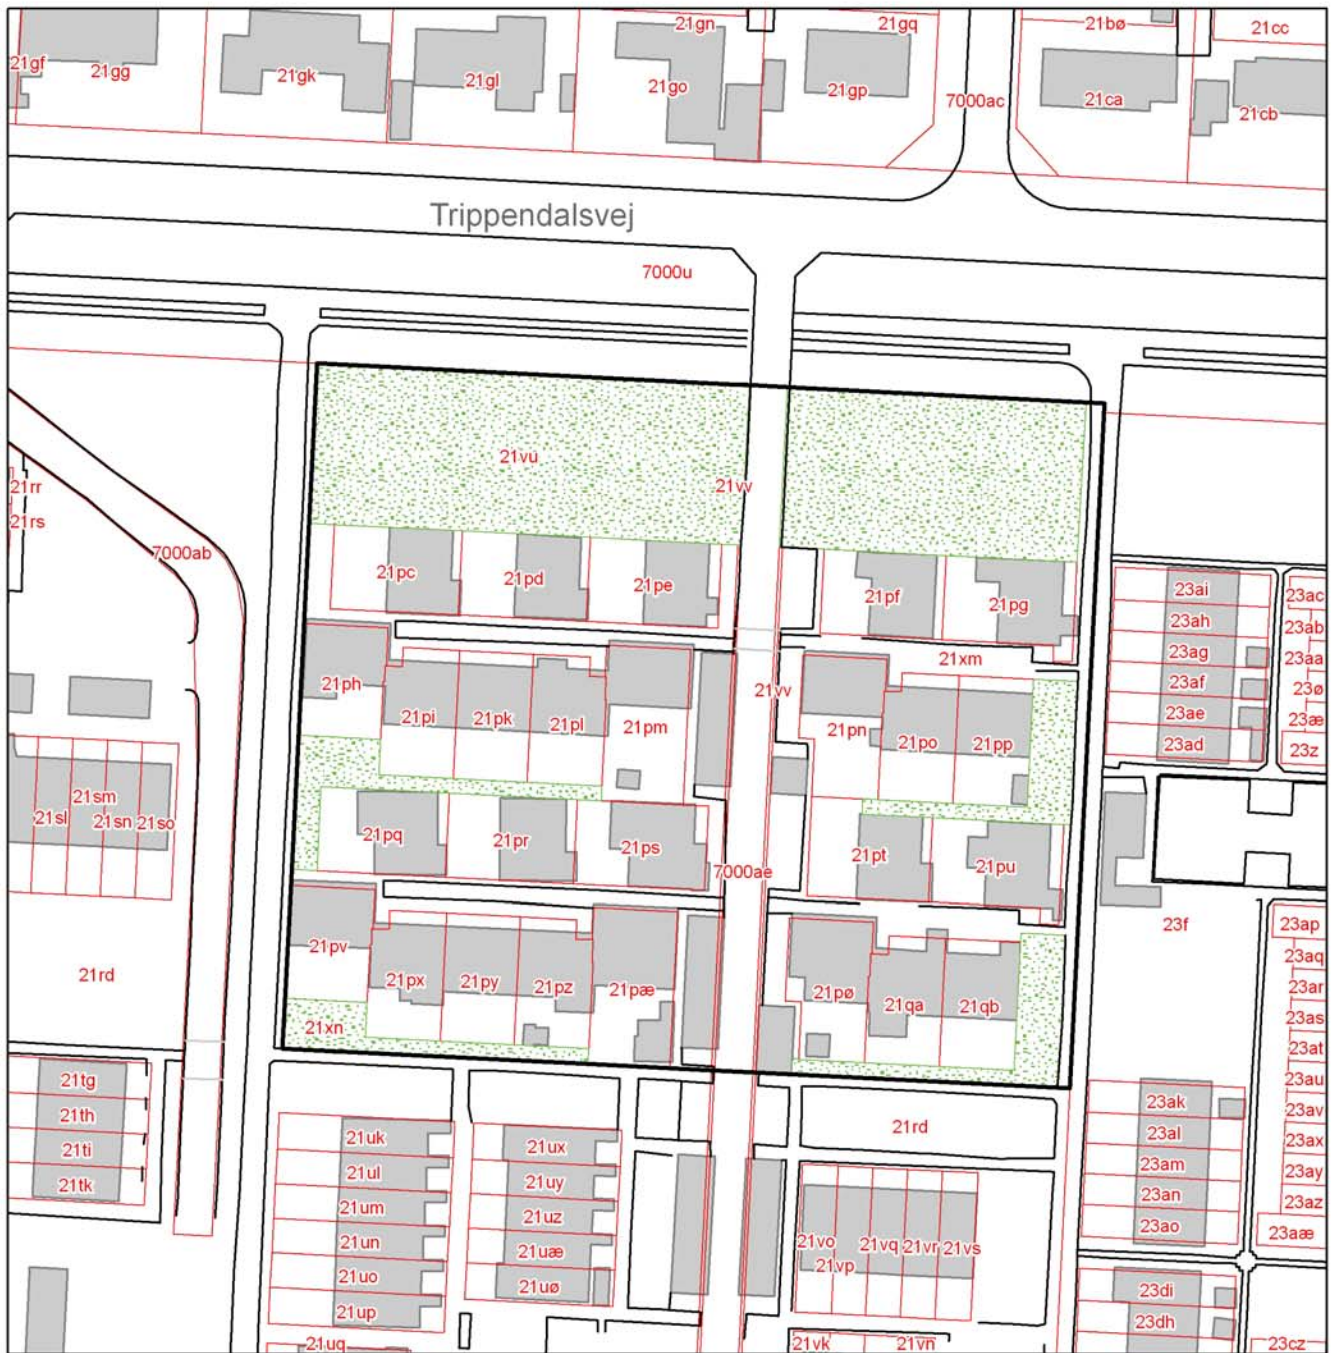 21gn
21gq
21bø
21cc
21gf
21gg
21gk
21gl
21go
21gp
7000ac
21ca
21cb
Trippendalsvej
7000u
21vu
21vv
21rr
21rs
7000ab
21pc
21pd
21pe
21pf
21pg
23ai
23ac
23ah
23ab
23ag
23aa
21xm
21ph
21pi
21pk
21pl
21pm
21vv
21pn
21po
21pp
23af
23ø
23ae
23æ
23ad
23z
21sm
21sl
21sn
21so
21pq
21pr
21ps
21pt
21pu
7000ae
23f
23ap
21pv
21px
21py
21pz
21pæ
21pø
21qa
21qb
23aq
23ar
23as
21rd
21xn
23at
23au
21tg
21th
21ti
21tk
21uk
21ul
21um
21un
21uo
21up
21uq
21ux
21uy
21uz
21uæ
21uø
21rd
23ak
23av
23al
23ax
23am
23ay
23an
23az
23ao
23aæ
21vo
21vp
21vq
21vr
21vs
23di
23dh
21vk
21vn
23cz